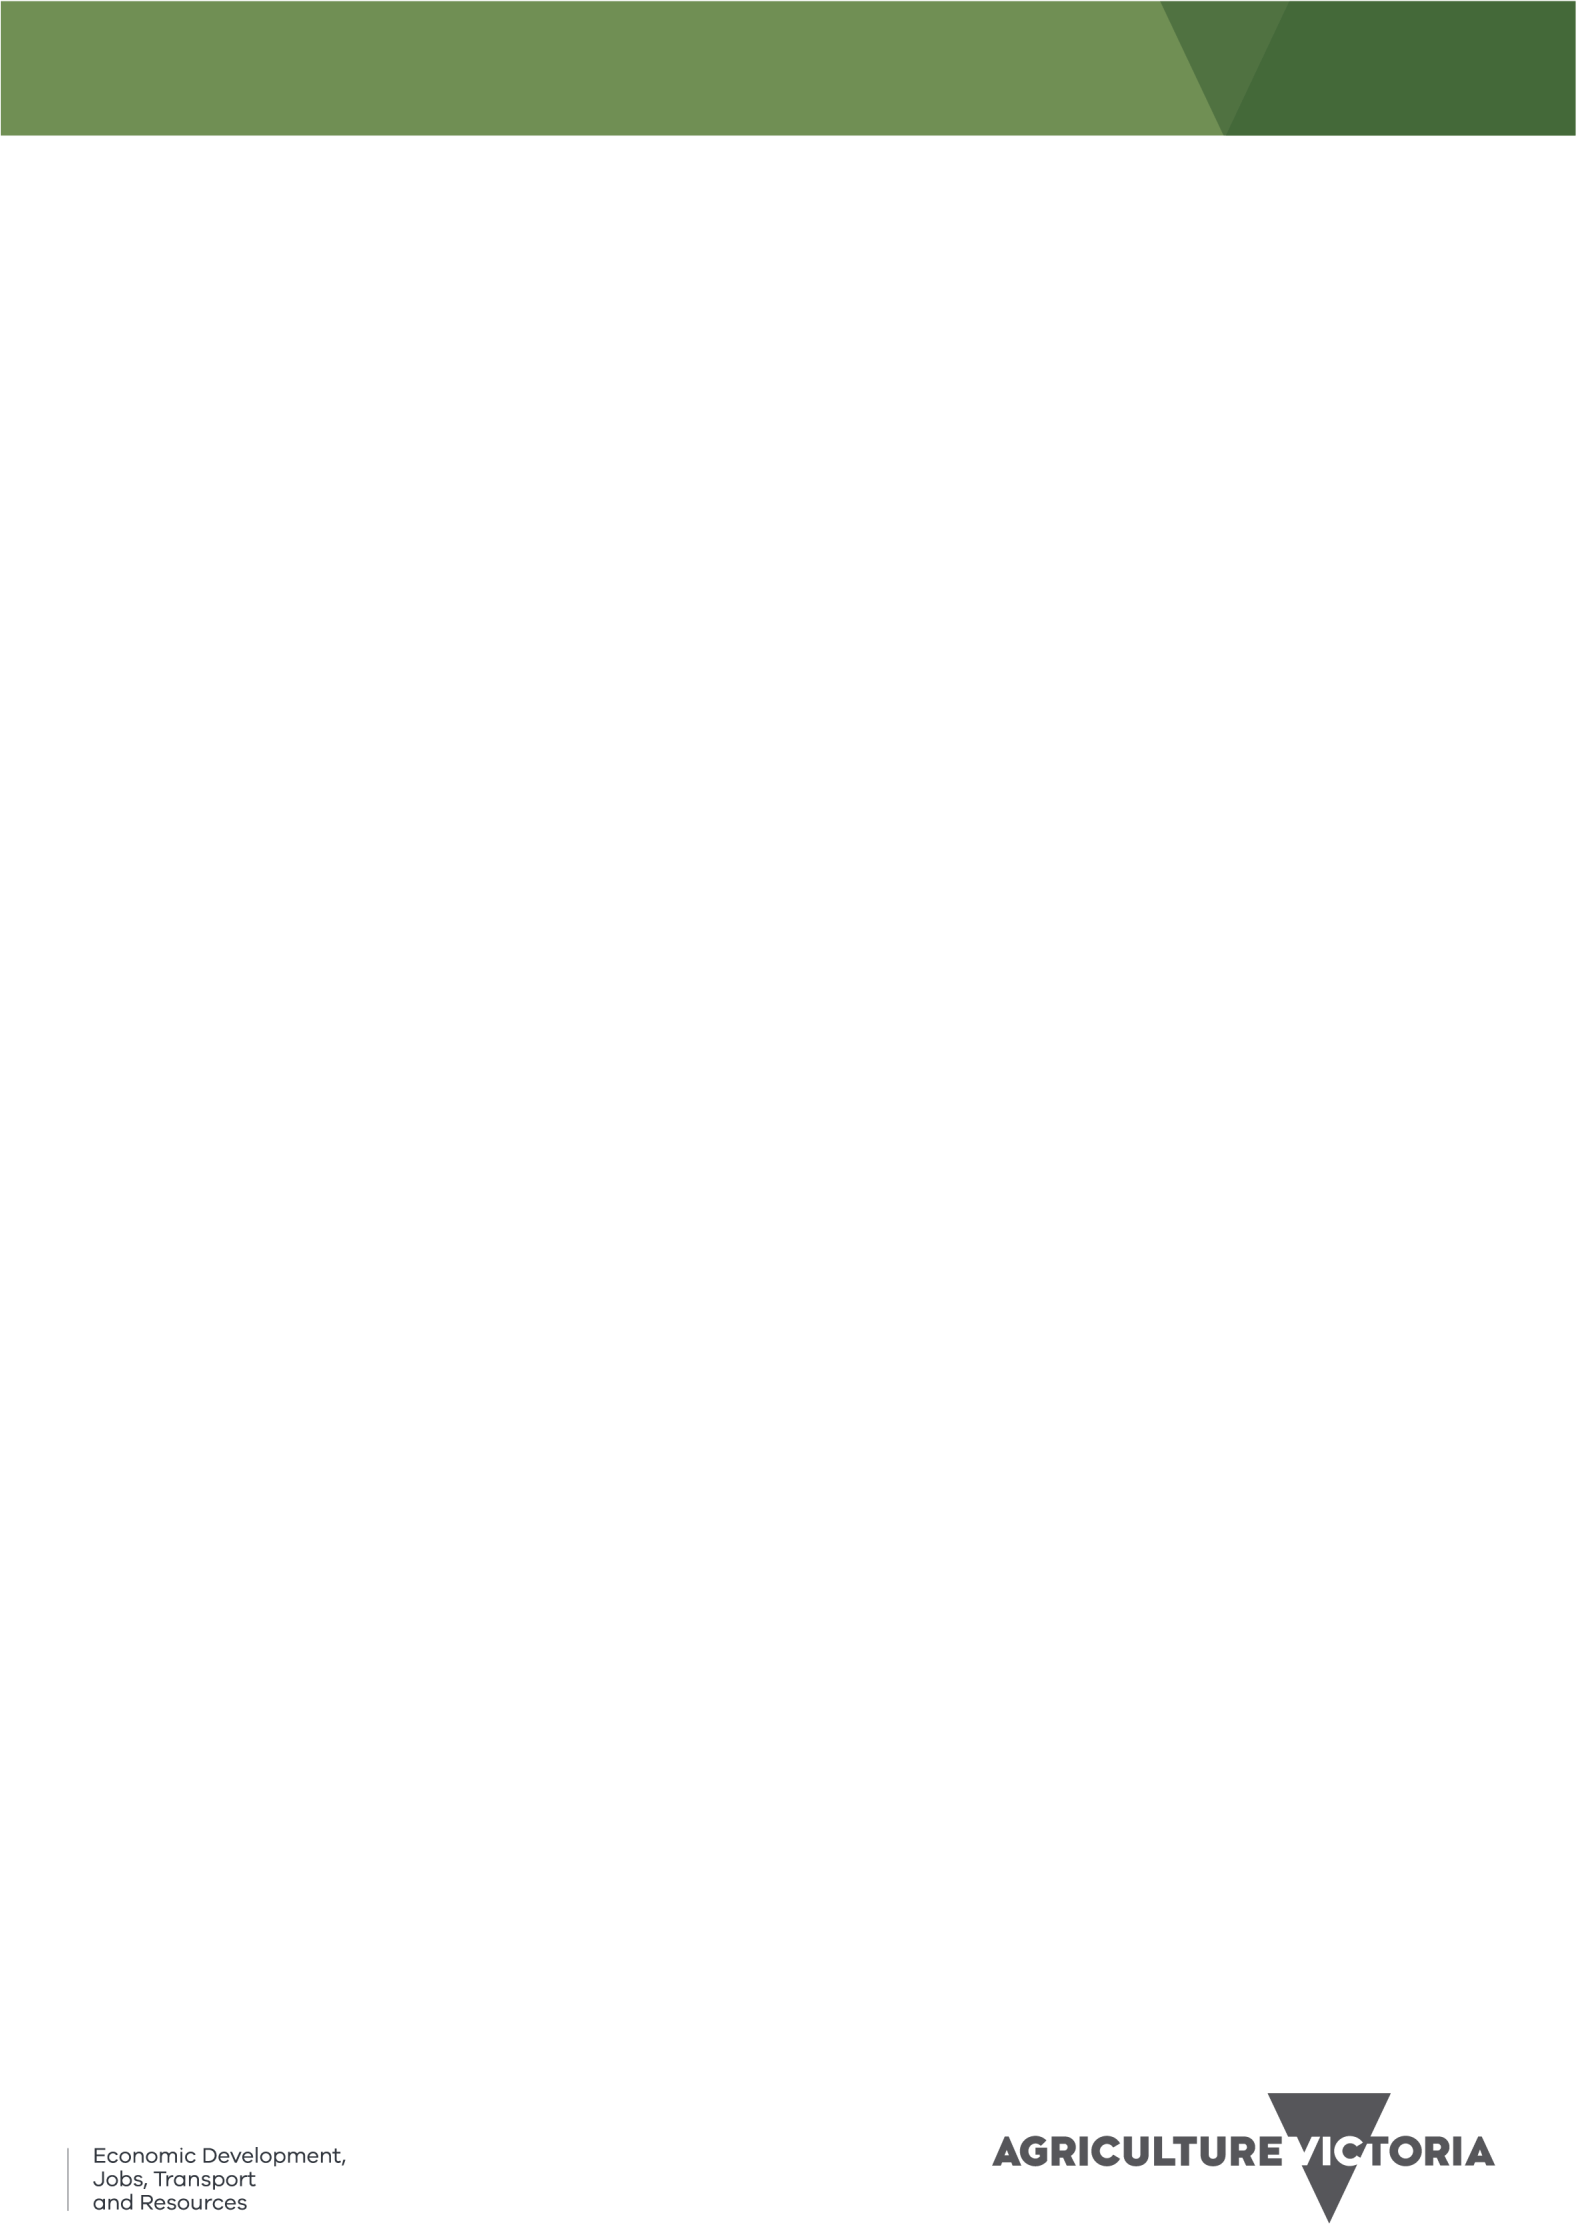 Economic Development,
Jobs, Transport
and Resources
AGRICULTURE VICTORIA